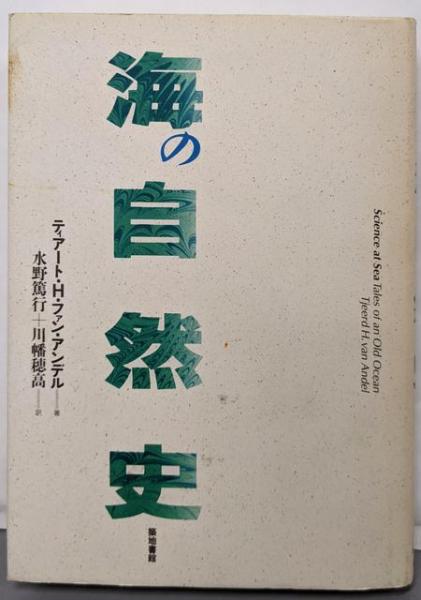 Science at Sea Tales of an Old Ocean
Tjeerd H. van Andel
海の自然史
ティアート・H・ファン・アンデル──著
水野篤行＋川幡穂高──訳
築地書館